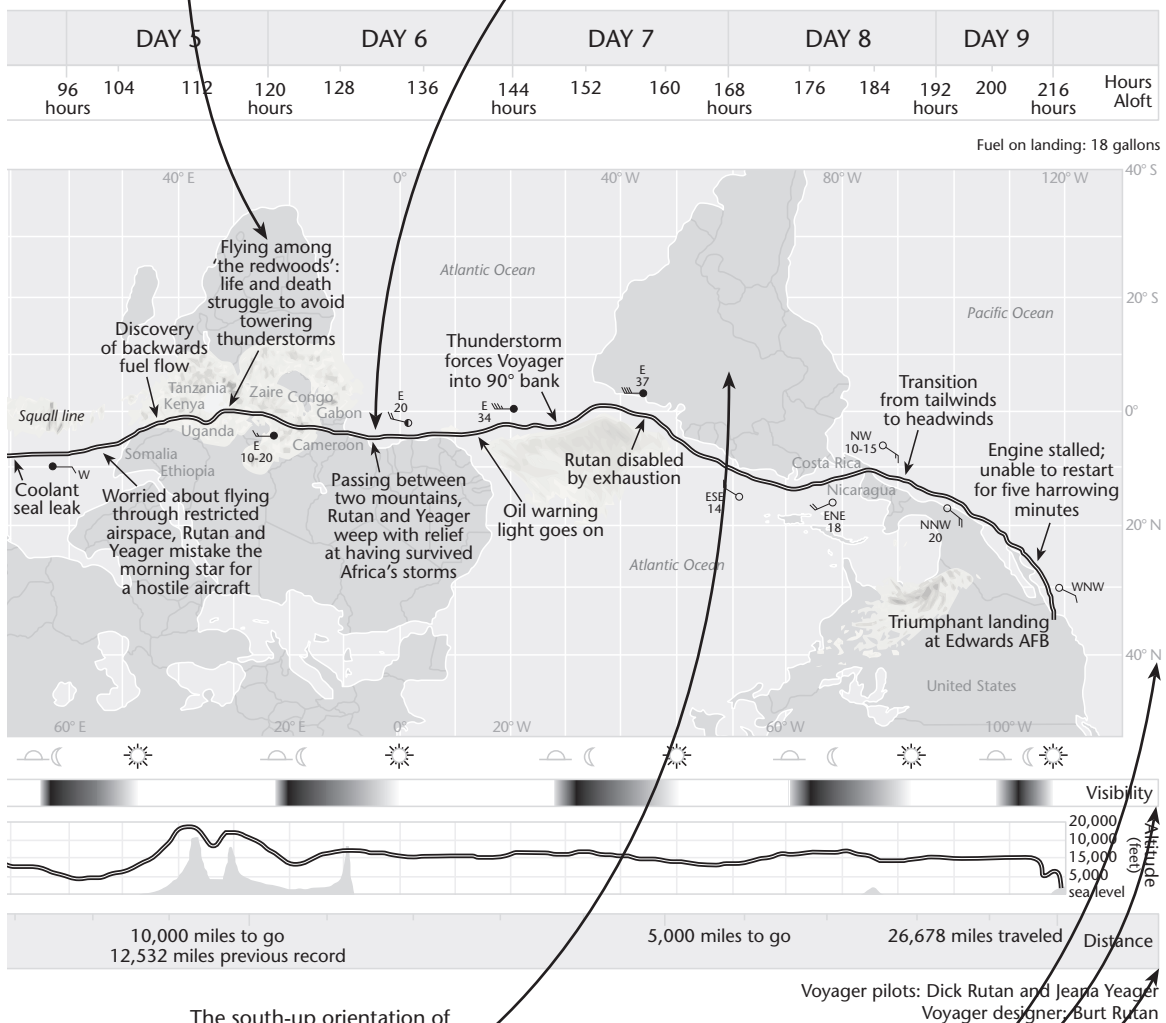 DAY 5 DAY 6 DAY 7 DAY 8 DAY 9
96 hours 104 112 120 hours 128 136 144 hours 152 160 168 hours 176 184 192 hours 200 216 hours Hours Aloft
Fuel on landing: 18 gallons
40° E 0° 40° W 80° W 120° W 40° S
Flying among
‘the redwoods’:
life and death
struggle to avoid
towering
thunderstorms
Atlantic Ocean
20° S
Pacific Ocean
Discovery
of backwards
fuel flow
Thunderstorm
forces Voyager
into 90° bank
E
37
Transition
from tailwinds
to headwinds
Squall line
Tanzania
Kenya
Zaire
Congo
Gabon
E
20
E
34
0°
Uganda
E
10-20
Cameroon
Somalia
Ethiopia
W
Coolant
seal leak
Worried about flying
through restricted
airspace, Rutan and
Yeager mistake the
morning star for
a hostile aircraft
Passing between
two mountains,
Rutan and Yeager
weep with relief
at having survived
Africa’s storms
Oil warning
light goes on
Rutan disabled
by exhaustion
NW
10-15
Costa Rica
Nicaragua
ESE
14
ENE
18
NNW
20
Engine stalled;
unable to restart
for five harrowing
minutes
20° N
Atlantic Ocean
WNW
Triumphant landing
at Edwards AFB
40° N
United States
60° E 20° E 0° 20° W 60° W 100° W
Visibility
20,000
10,000
15,000
5,000
sea level
Altitude
(feet)
10,000 miles to go
12,532 miles previous record
5,000 miles to go
26,678 miles traveled
Distance
Voyager pilots: Dick Rutan and Jeana Yeager
Voyager designer: Burt Rutan
The south-up orientation of